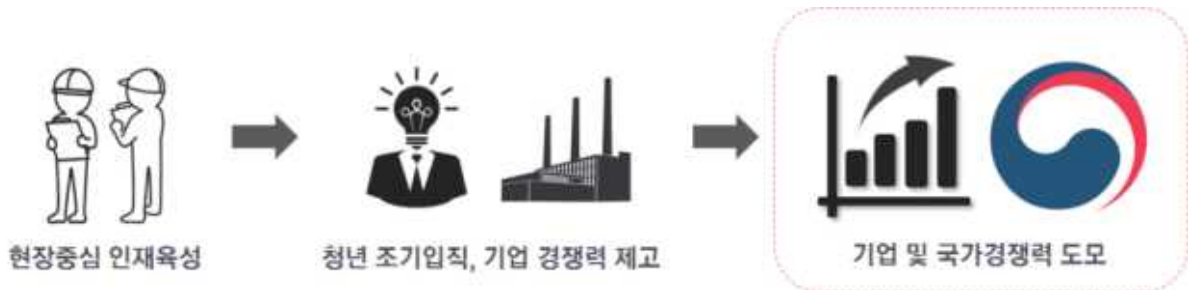 현장중심 인재육성
청년 조기입직, 기업 경쟁력 제고
기업 및 국가경쟁력 도모